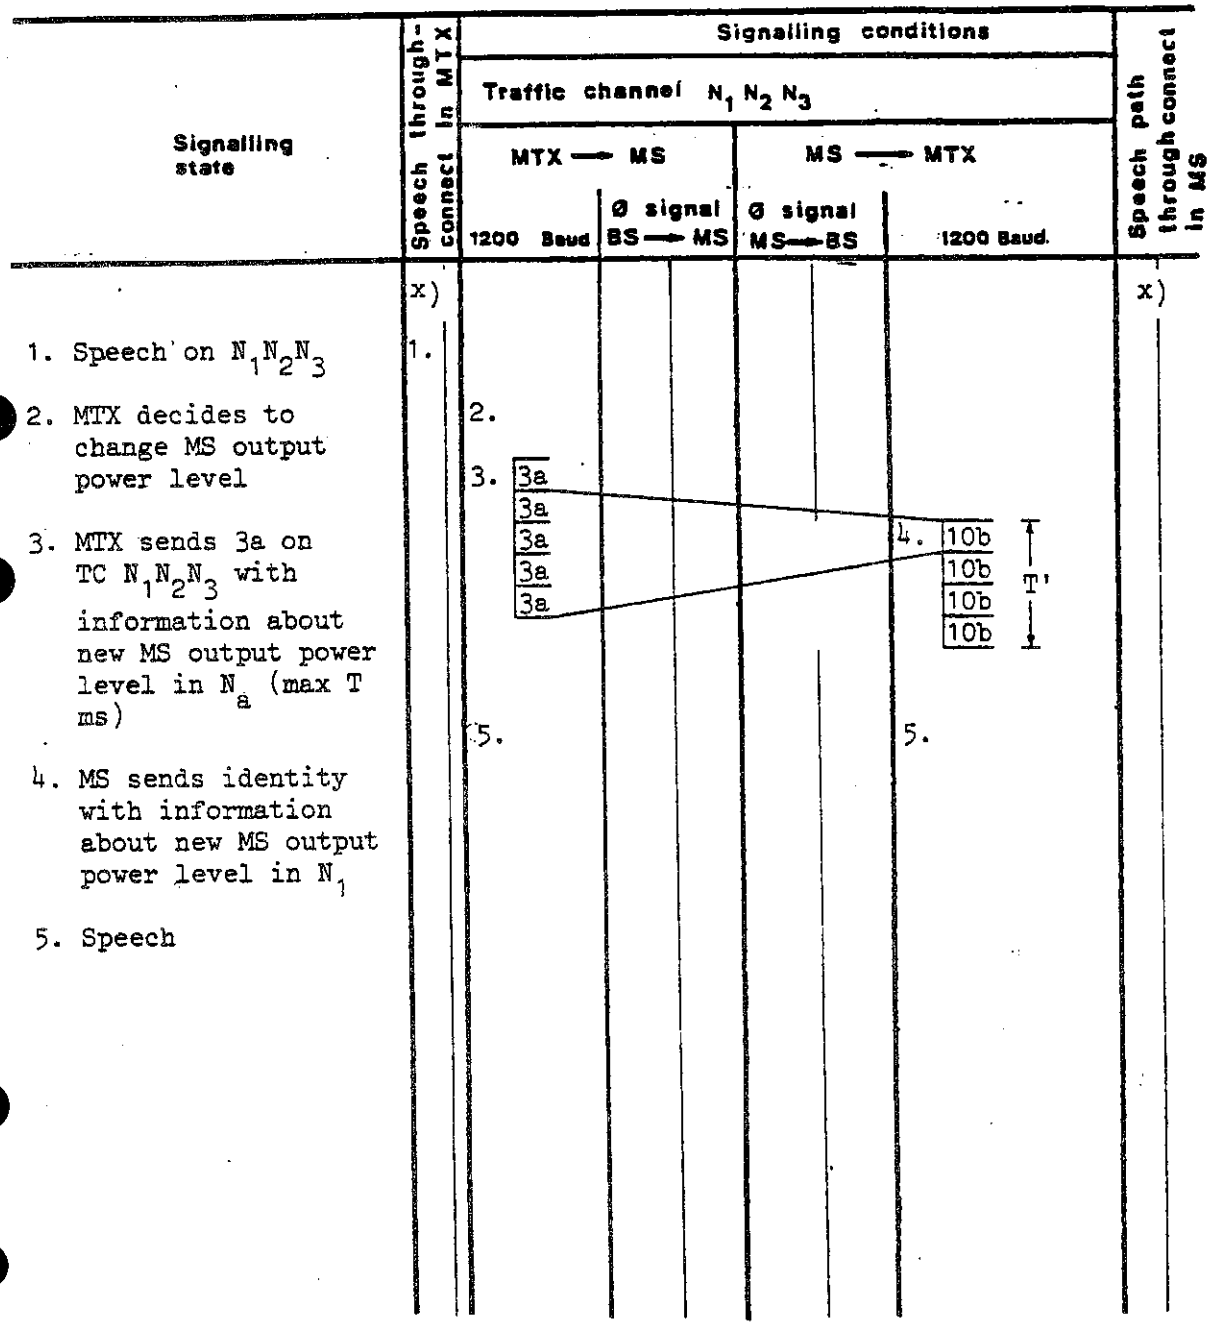 Signalling conditions
Traffic channel N₁ N₂ N₃
Signalling
state
Speech through-
connect in MTX
MTX → MS
MS → MTX
Speech path
through connect
in MS
1200 Baud
Ø signal
BS → MS
Ø signal
MS → BS
1200 Baud.
x)
x)
1. Speech on N₁N₂N₃
1.
2. MTX decides to
change MS output
power level
2.
3. MTX sends 3a on
TC N₁N₂N₃ with
information about
new MS output power
level in Nₐ (max T
ms)
3. 3a
3a
3a
3a
3a
4. 10b
10b
10b
10b
T'
4. MS sends identity
with information
about new MS output
power level in N₁
5. Speech
5.
5.